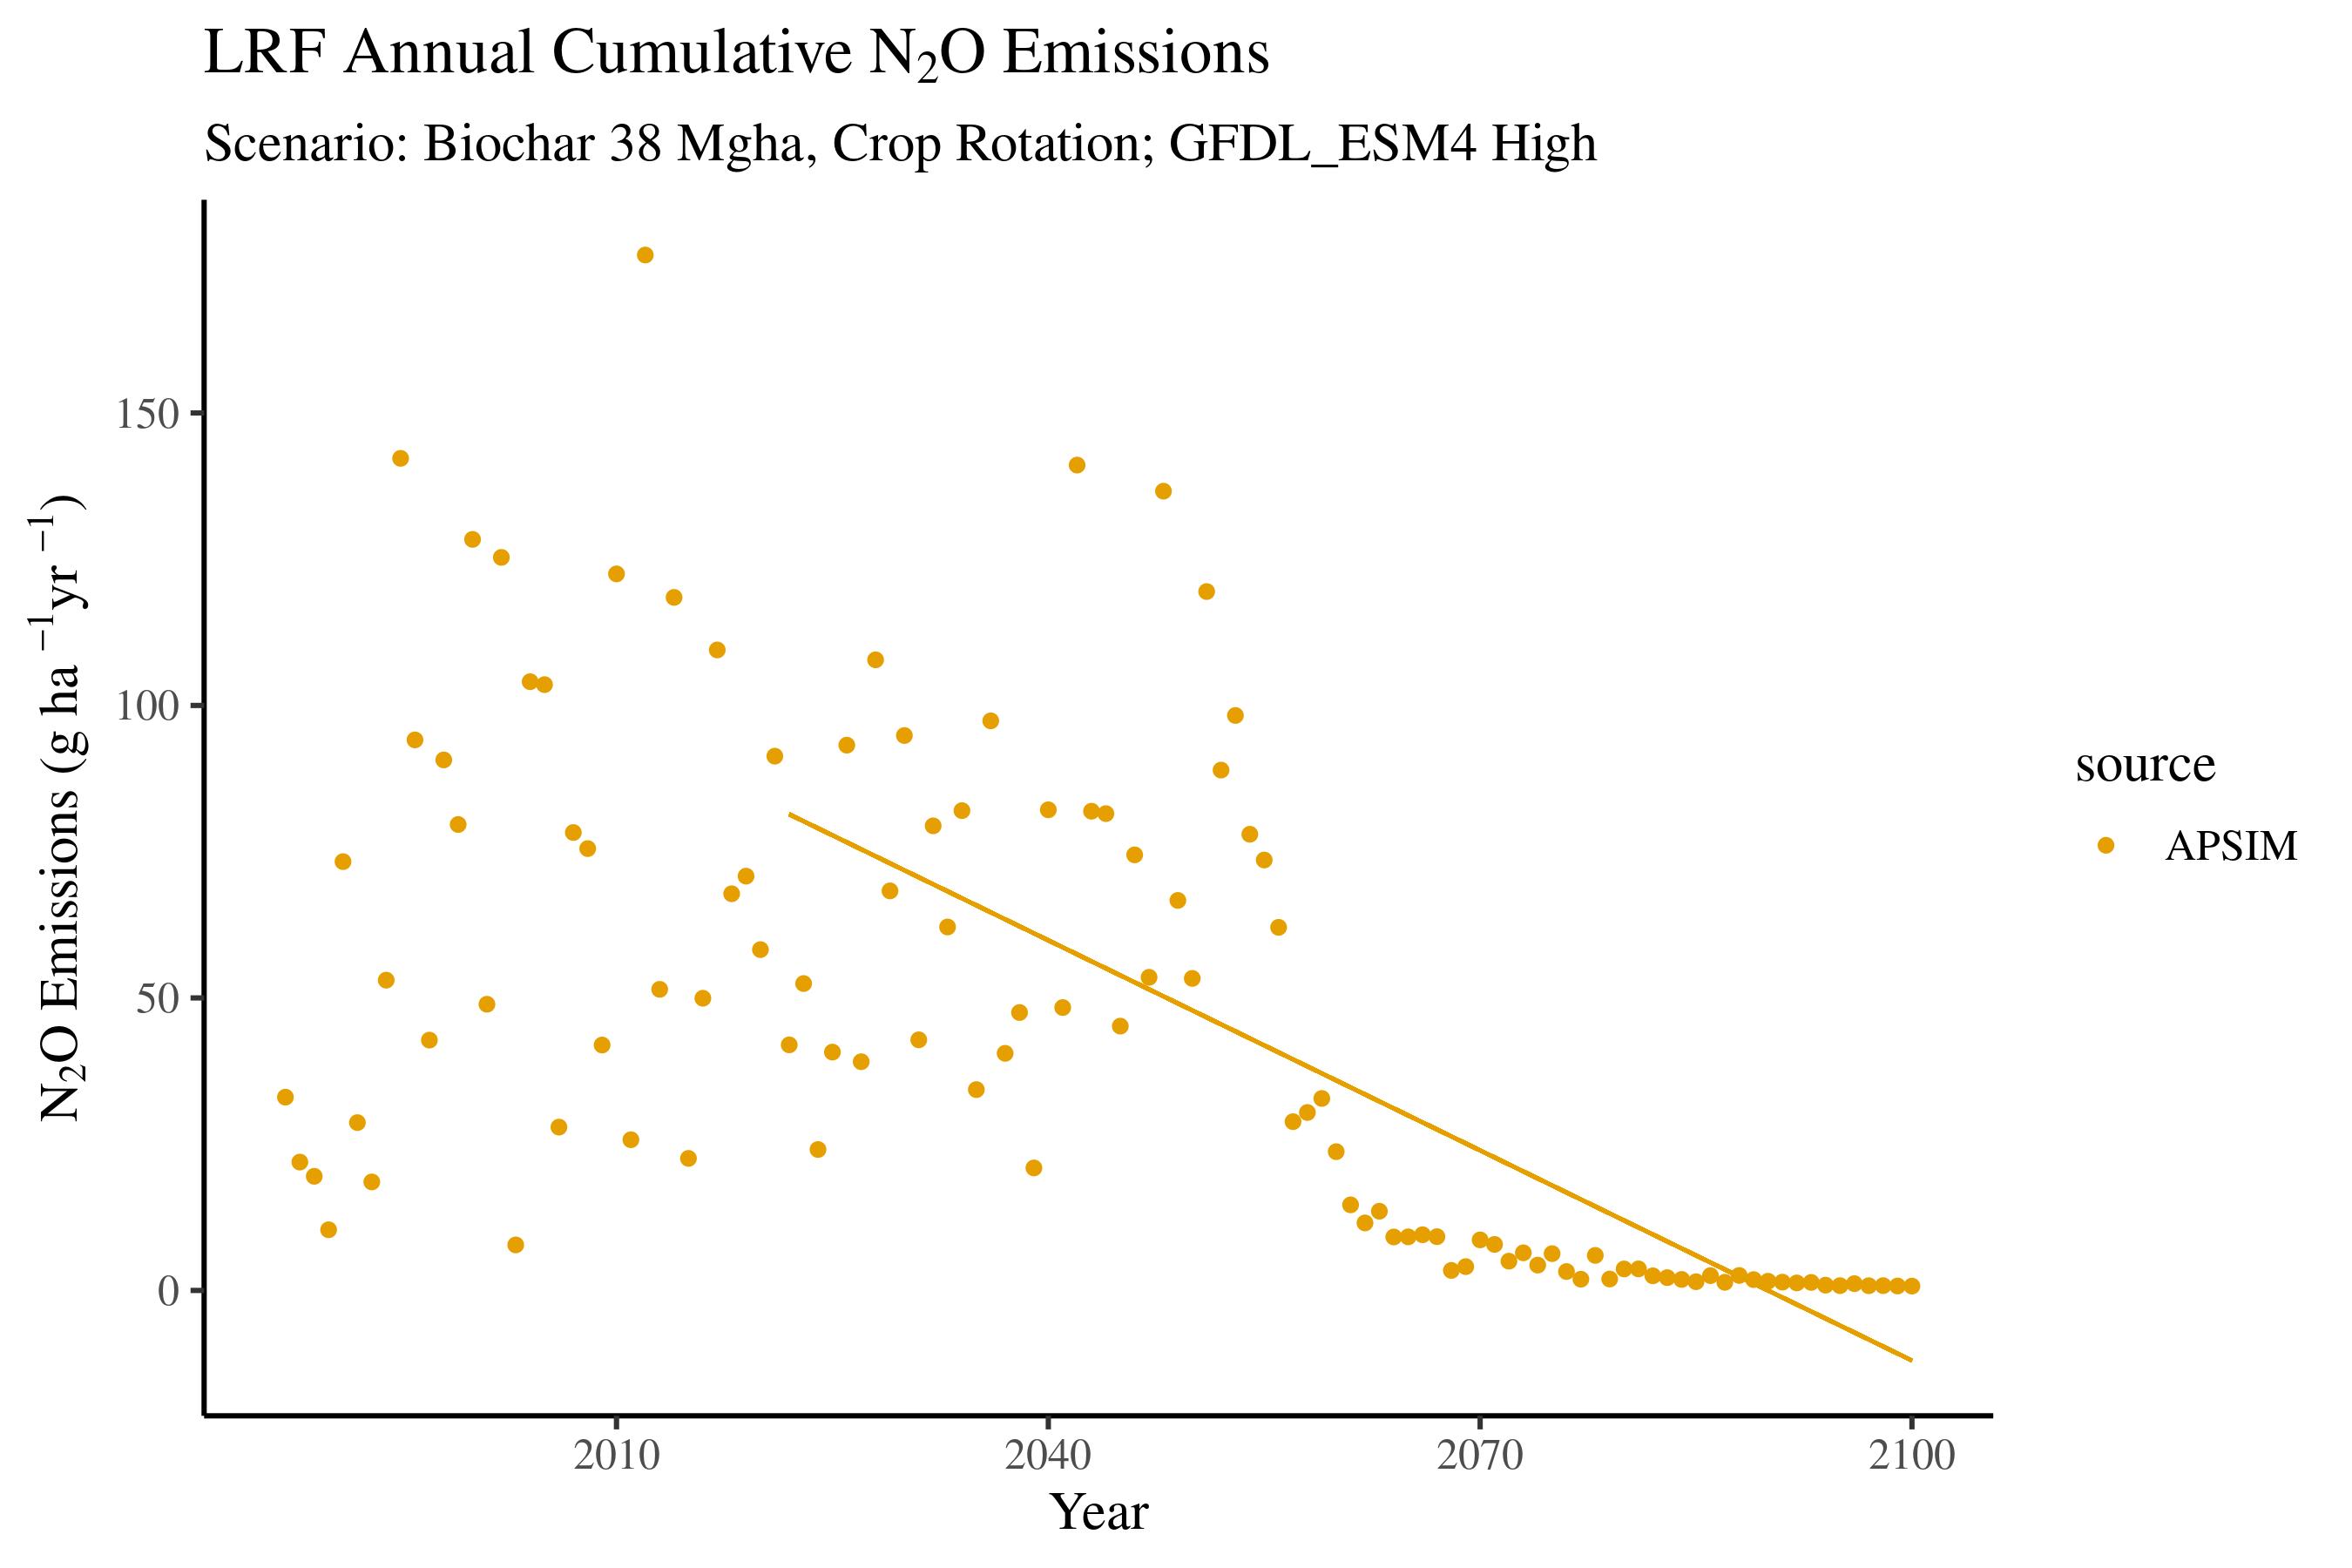 LRF Annual Cumulative N₂O Emissions
Scenario: Biochar 38 Mgha, Crop Rotation; GFDL_ESM4 High
N₂O Emissions (g ha⁻¹yr⁻¹)
150
100
50
0
2010 2040 2070 2100
Year
source
APSIM